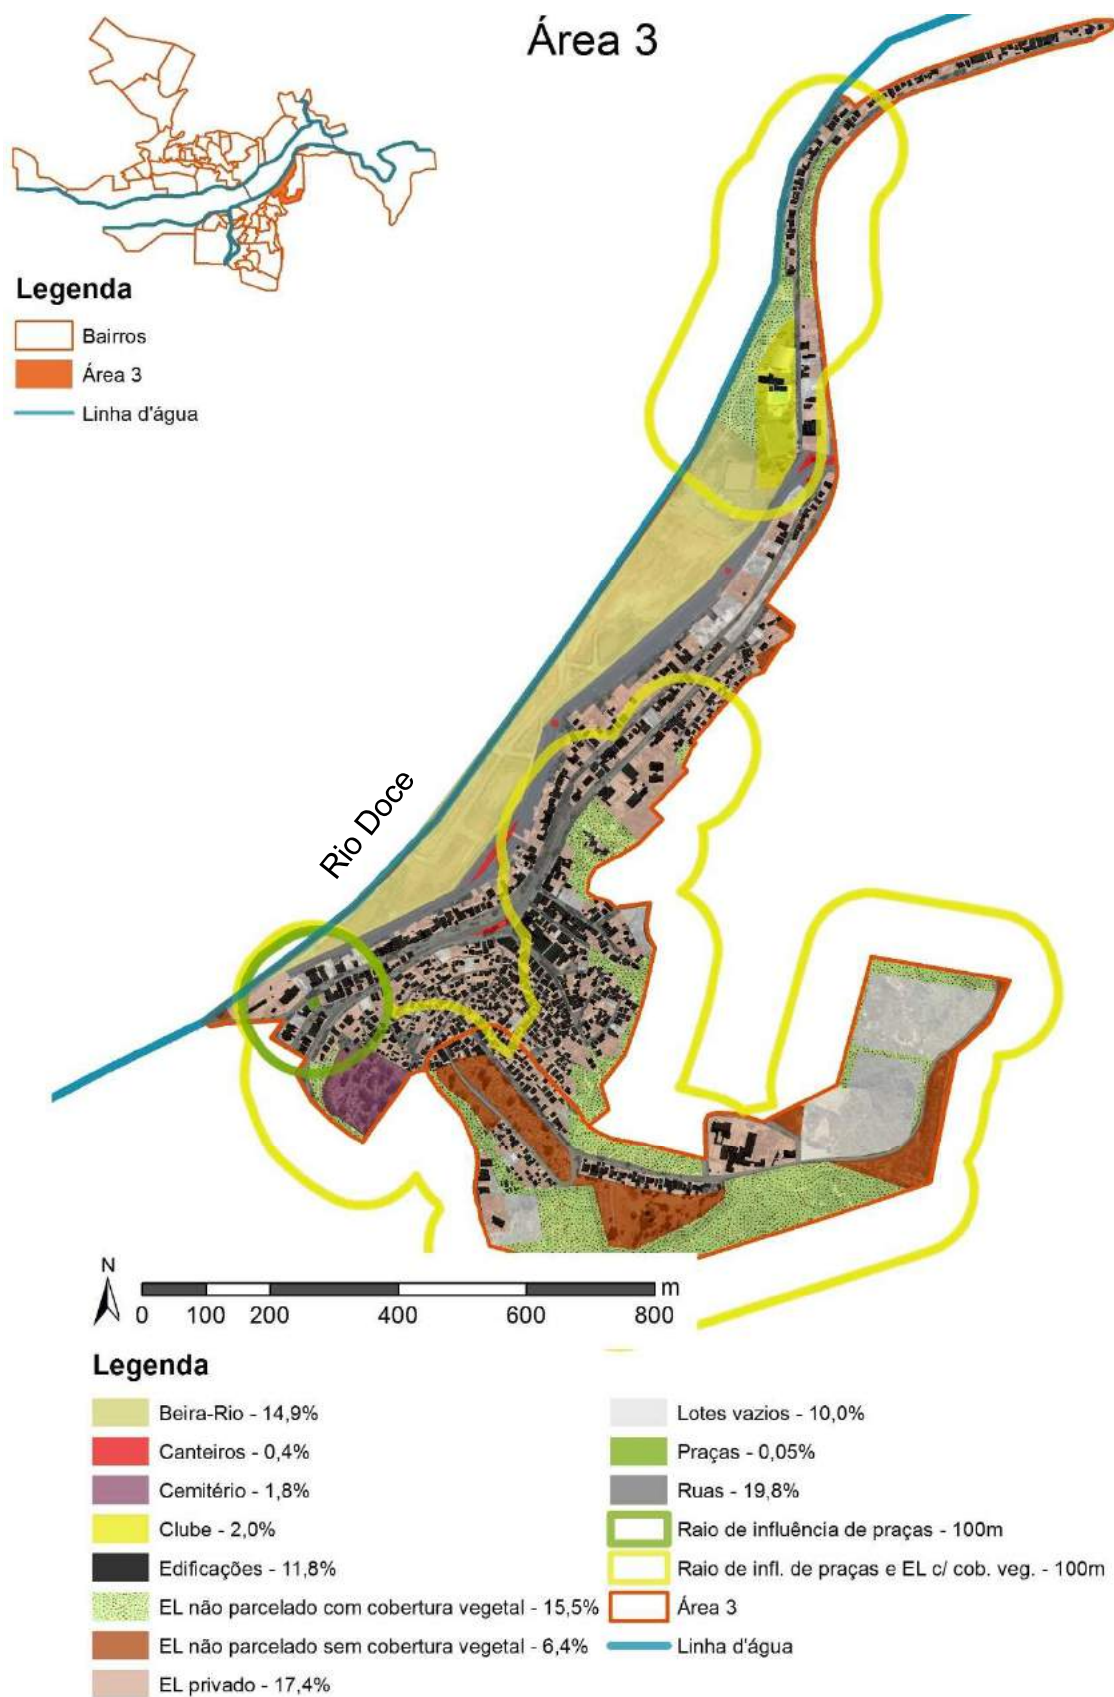 Área 3
Legenda
Bairros
Área 3
Linha d'água
Rio Doce
N
0 100 200 400 600 800 m
Legenda
Beira-Rio - 14,9%
Canteiros - 0,4%
Cemitério - 1,8%
Clube - 2,0%
Edificações - 11,8%
EL não parcelado com cobertura vegetal - 15,5%
EL não parcelado sem cobertura vegetal - 6,4%
EL privado - 17,4%
Lotes vazios - 10,0%
Praças - 0,05%
Ruas - 19,8%
Raio de influência de praças - 100m
Raio de infl. de praças e EL c/ cob. veg. - 100m
Área 3
Linha d'água